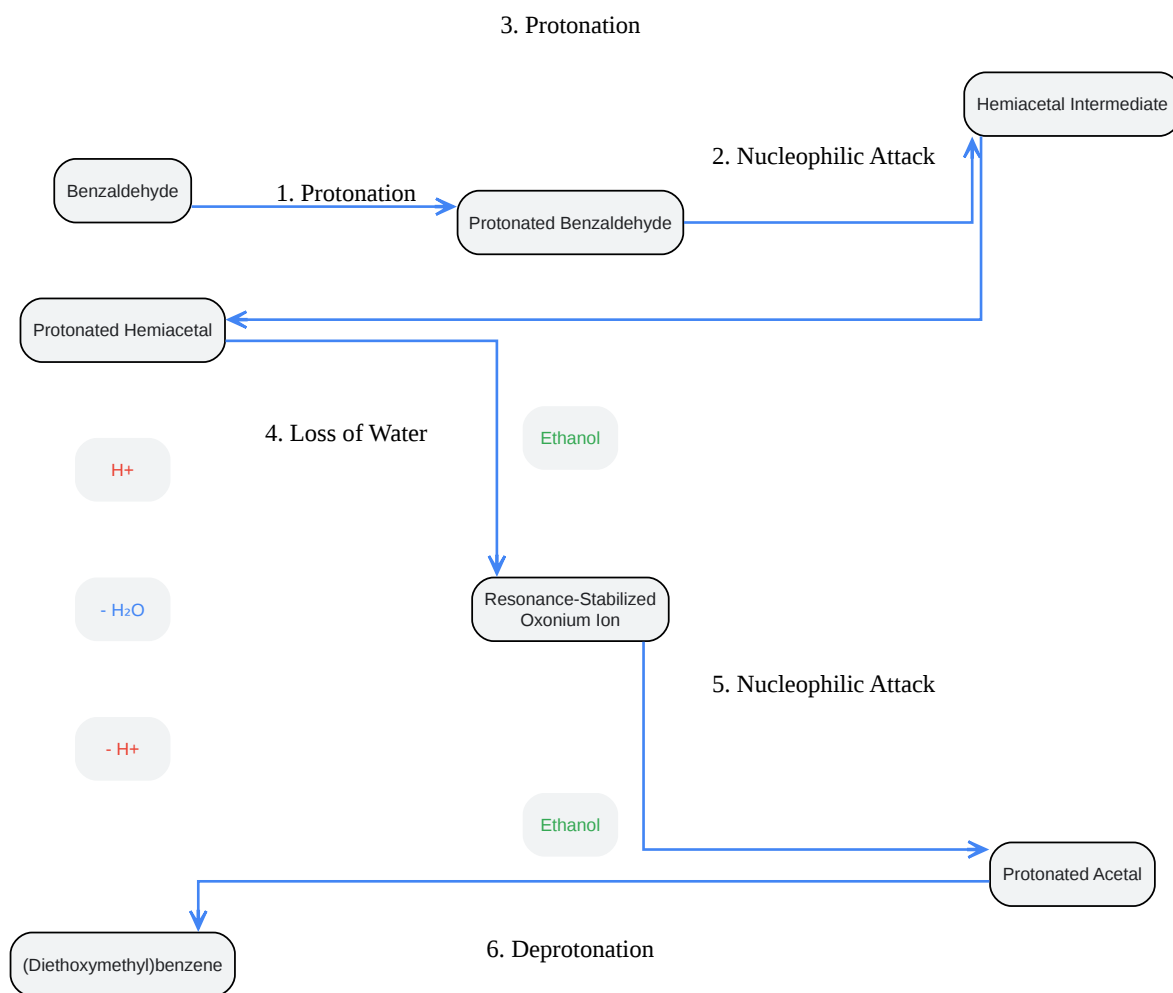 3. Protonation
Hemiacetal Intermediate
2. Nucleophilic Attack
Benzaldehyde
1. Protonation
Protonated Benzaldehyde
Protonated Hemiacetal
4. Loss of Water
Ethanol
H+
- H₂O
Resonance-Stabilized
Oxonium Ion
5. Nucleophilic Attack
- H+
Ethanol
Protonated Acetal
6. Deprotonation
(Diethoxymethyl)benzene